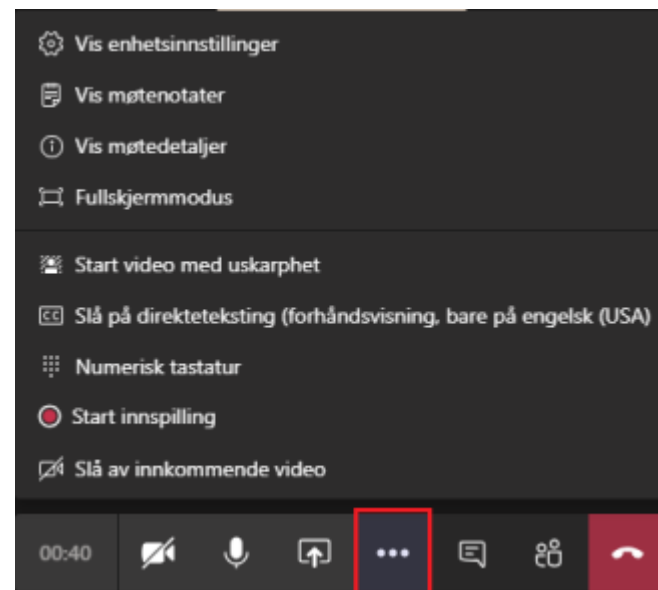 Vis enhetsinnstillinger
Vis møtenotater
Vis møtedetaljer
Fullskjermmodus
Start video med uskarphet
CC Slå på direkteteksting (forhåndsvisning, bare på engelsk (USA)
Numerisk tastatur
Start innspilling
Slå av innkommende video
00:40